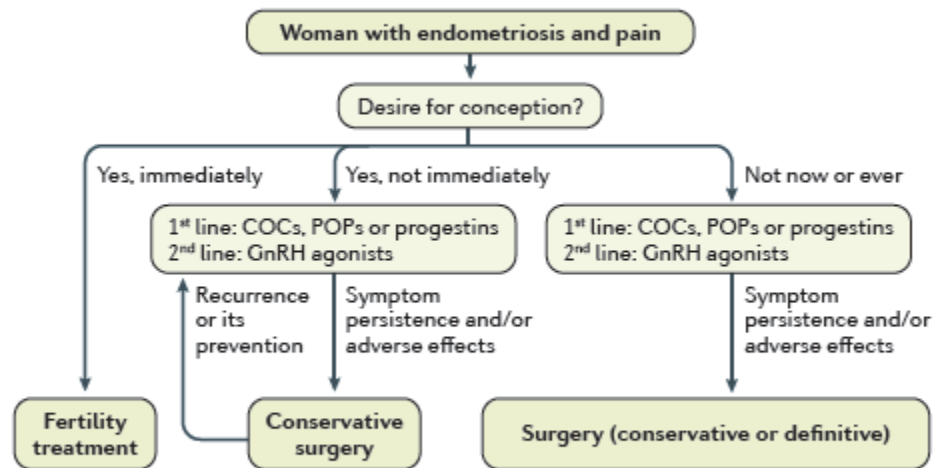 Woman with endometriosis and pain
Desire for conception?
Yes, immediately
Yes, not immediately
Not now or ever
1st line: COCs, POPs or progestins
2nd line: GnRH agonists
1st line: COCs, POPs or progestins
2nd line: GnRH agonists
Recurrence
or its
prevention
Symptom
persistence and/or
adverse effects
Symptom
persistence and/or
adverse effects
Fertility
treatment
Conservative
surgery
Surgery (conservative or definitive)